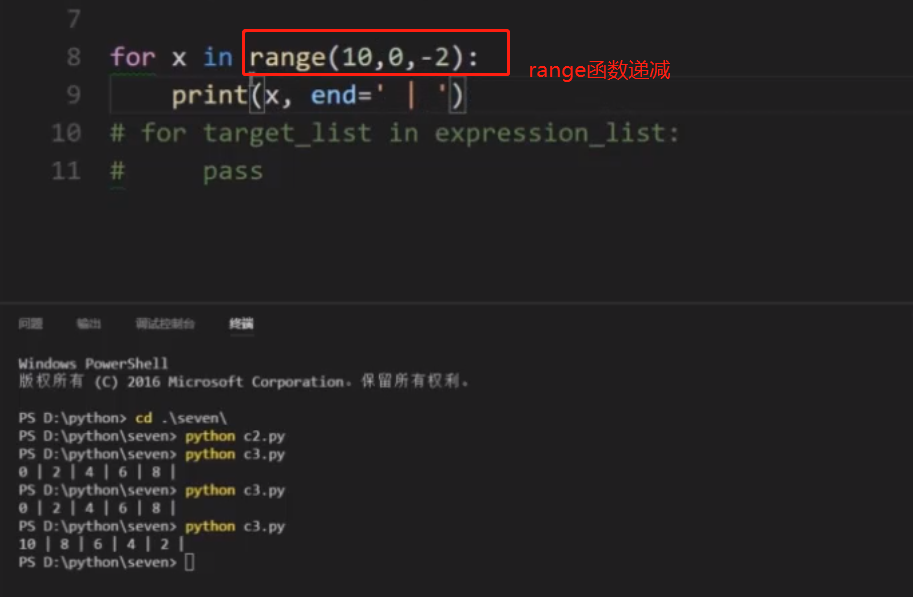 7
8 for x in range(10,0,-2):
range函数递减
9 print(x, end=' | ')
10 # for target_list in expression_list:
11 # pass
问题 输出 调试控制台 终端
Windows PowerShell
版权所有 (C) 2016 Microsoft Corporation。保留所有权利。
PS D:\python> cd .\seven\
PS D:\python\seven> python c2.py
PS D:\python\seven> python c3.py
0 | 2 | 4 | 6 | 8 |
PS D:\python\seven> python c3.py
0 | 2 | 4 | 6 | 8 |
PS D:\python\seven> python c3.py
10 | 8 | 6 | 4 | 2 |
PS D:\python\seven>